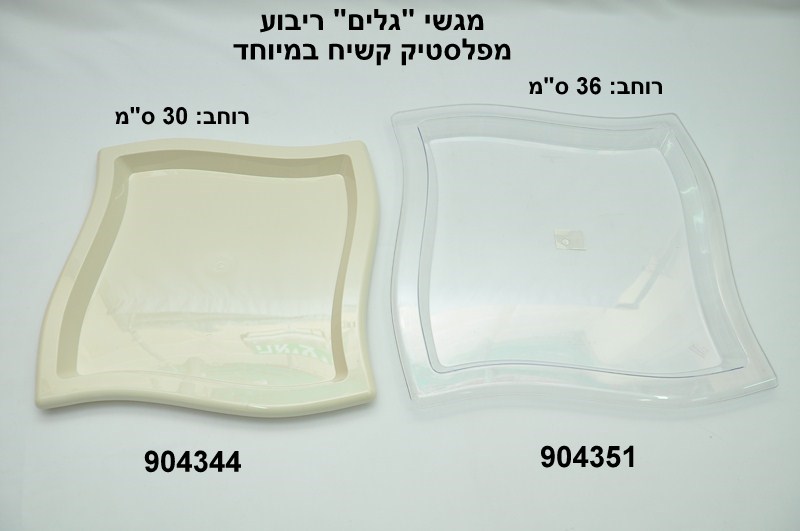 מגשי "גלים" ריבוע
מפלסטיק קשיח במיוחד
רוחב: 36 ס"מ
רוחב: 30 ס"מ
904344
904351